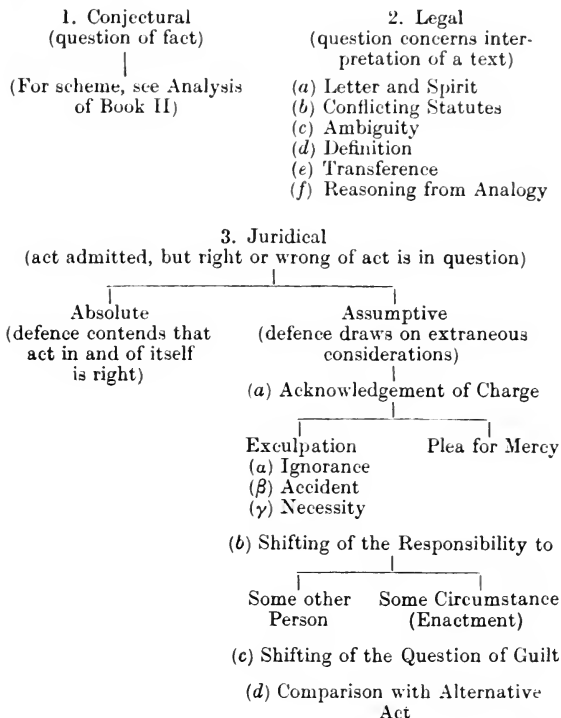 1. Conjectural
(question of fact)
(For scheme, see Analysis
of Book II)
2. Legal
(question concerns inter-
pretation of a text)
(a) Letter and Spirit
(b) Conflicting Statutes
(c) Ambiguity
(d) Definition
(e) Transference
(f) Reasoning from Analogy
3. Juridical
(act admitted, but right or wrong of act is in question)
Absolute
(defence contends that
act in and of itself
is right)
Assumptive
(defence draws on extraneous
considerations)
(a) Acknowledgement of Charge
Exculpation
(α) Ignorance
(β) Accident
(γ) Necessity
Plea for Mercy
(b) Shifting of the Responsibility to
Some other
Person
Some Circumstance
(Enactment)
(c) Shifting of the Question of Guilt
(d) Comparison with Alternative
Act